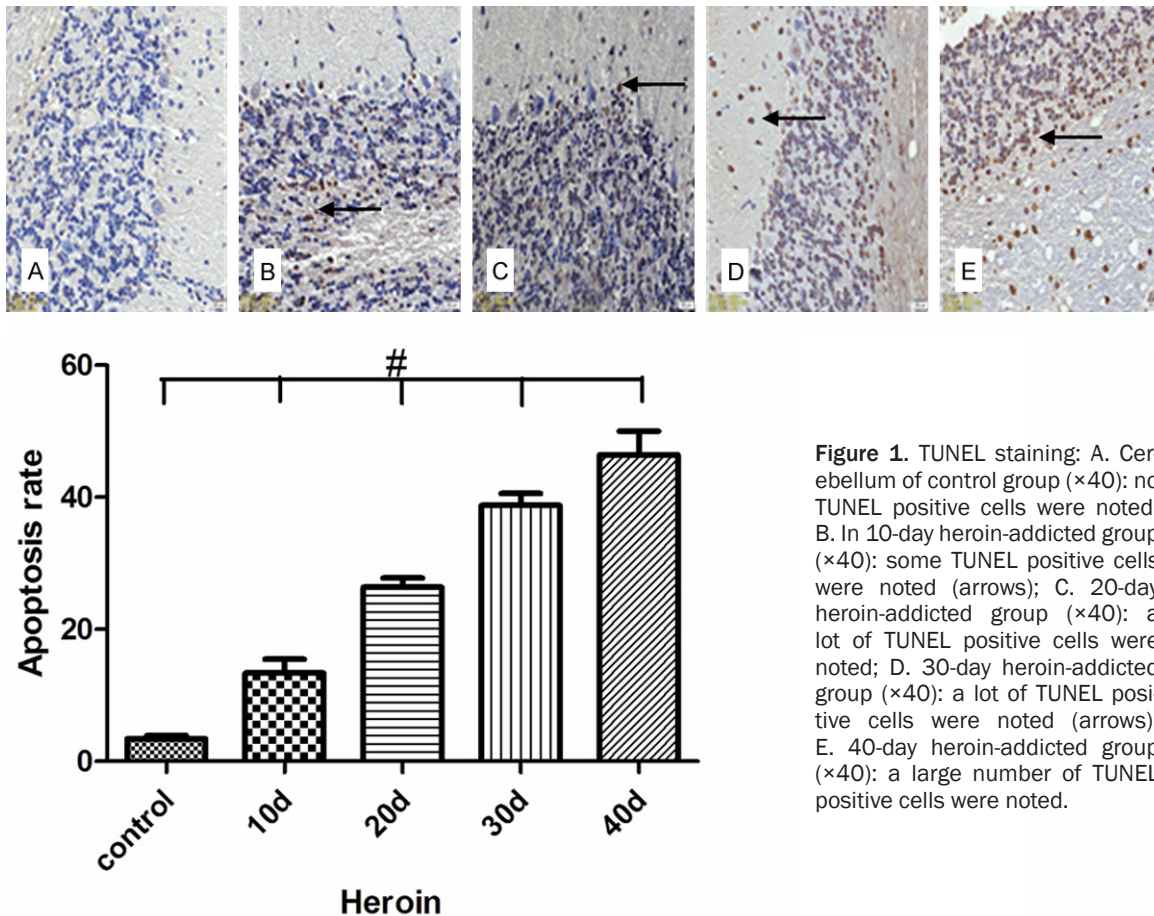 A
B
C
D
E
60
40
20
0
#
Apoptosis rate
control
10d
20d
30d
40d
Heroin
Figure 1. TUNEL staining: A. Cer-
ebellum of control group (×40): no
TUNEL positive cells were noted
B. In 10-day heroin-addicted group
(×40): some TUNEL positive cells
were noted (arrows); C. 20-day
heroin-addicted group (×40): a
lot of TUNEL positive cells were
noted; D. 30-day heroin-addicted
group (×40): a lot of TUNEL posi-
tive cells were noted (arrows)
E. 40-day heroin-addicted group
(×40): a large number of TUNEL
positive cells were noted.